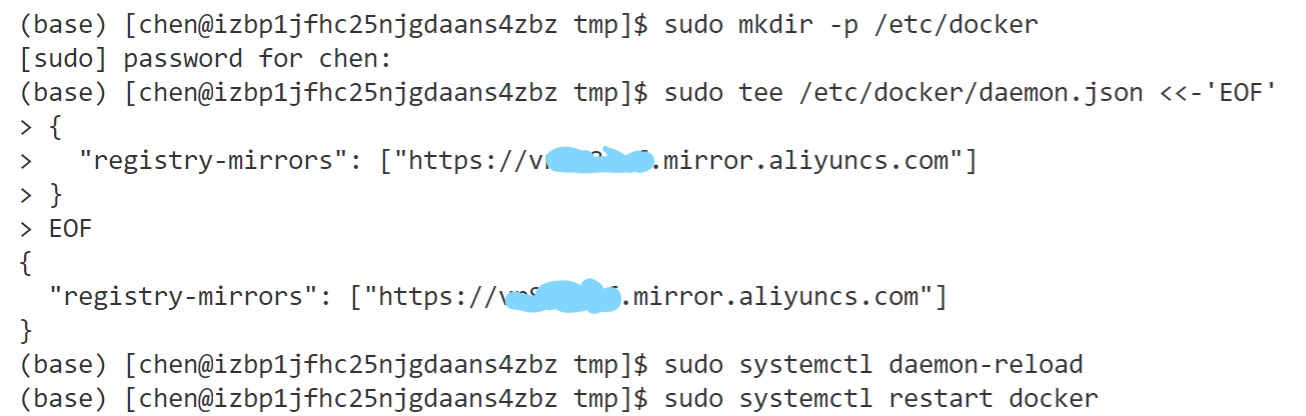 (base) [chen@izbp1jfhc25njgdaans4zbz tmp]$ sudo mkdir -p /etc/docker
[sudo] password for chen:
(base) [chen@izbp1jfhc25njgdaans4zbz tmp]$ sudo tee /etc/docker/daemon.json <<-'EOF'
> {
>   "registry-mirrors": ["https://v .mirror.aliyuncs.com"]
> }
> EOF
{
  "registry-mirrors": ["https:// .mirror.aliyuncs.com"]
}
(base) [chen@izbp1jfhc25njgdaans4zbz tmp]$ sudo systemctl daemon-reload
(base) [chen@izbp1jfhc25njgdaans4zbz tmp]$ sudo systemctl restart docker